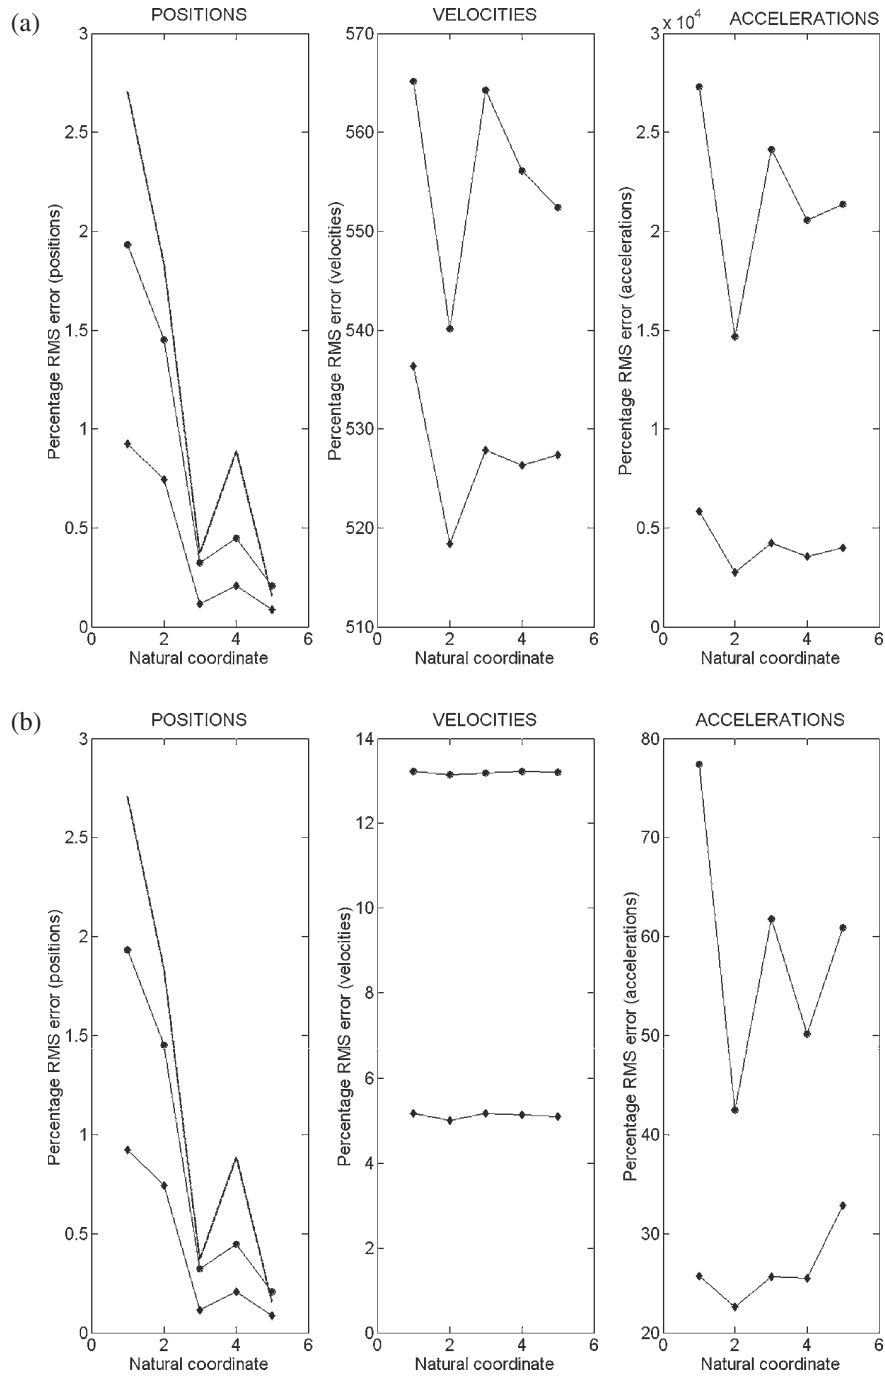 (a)
POSITIONS
3
2.5
2
1.5
1
0.5
0
0 2 4 6
Percentage RMS error (positions)
Natural coordinate
VELOCITIES
570
560
550
540
530
520
510
0 2 4 6
Percentage RMS error (velocities)
Natural coordinate
x 10^4 ACCELERATIONS
3
2.5
2
1.5
1
0.5
0
0 2 4 6
Percentage RMS error (accelerations)
Natural coordinate
(b)
POSITIONS
3
2.5
2
1.5
1
0.5
0
0 2 4 6
Percentage RMS error (positions)
Natural coordinate
VELOCITIES
14
12
10
8
6
4
2
0
0 2 4 6
Percentage RMS error (velocities)
Natural coordinate
ACCELERATIONS
80
70
60
50
40
30
20
0 2 4 6
Percentage RMS error (accelerations)
Natural coordinate